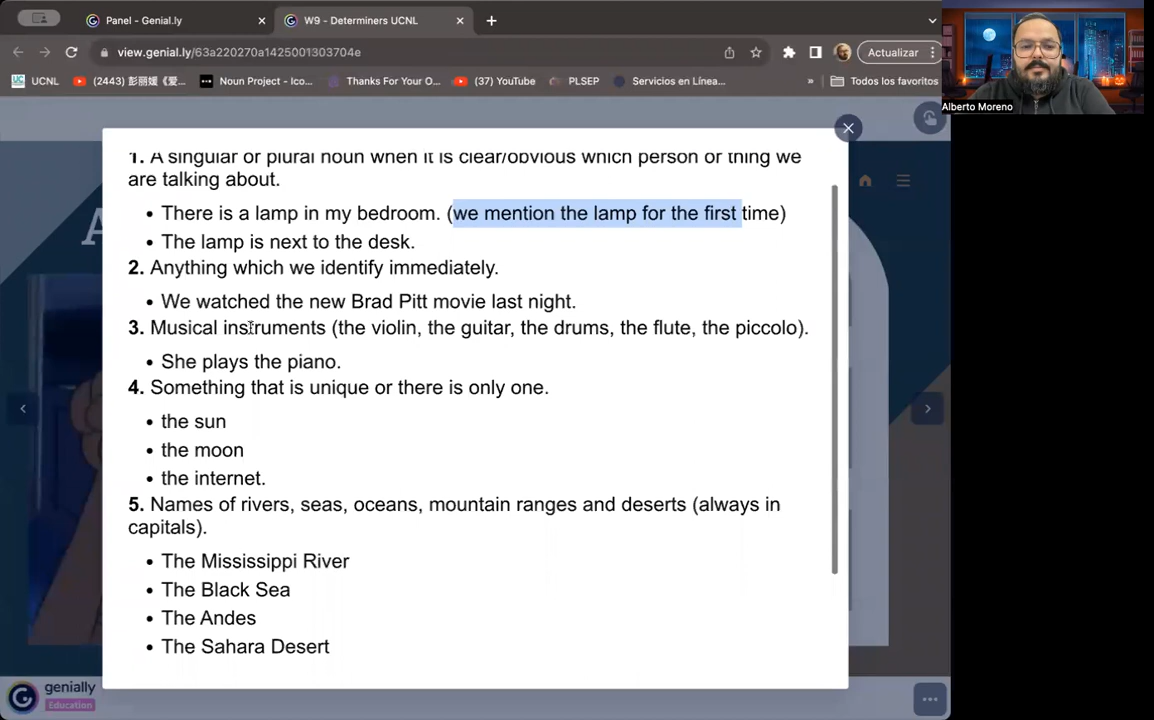 Panel - Genial.ly
W9 - Determiners UCNL
view.genial.ly/63a220270a1425001303704e
Actualizar
UCNL
(2443) 彭丽媛《爱...
Noun Project - Ico...
Thanks For Your O...
(37) YouTube
PLSEP
Servicios en Línea...
»
Todos los favoritos
Alberto Moreno
1. A singular or plural noun when it is clear/obvious which person or thing we
are talking about.
• There is a lamp in my bedroom. (we mention the lamp for the first time)
• The lamp is next to the desk.
2. Anything which we identify immediately.
• We watched the new Brad Pitt movie last night.
3. Musical instruments (the violin, the guitar, the drums, the flute, the piccolo).
• She plays the piano.
4. Something that is unique or there is only one.
• the sun
• the moon
• the internet.
5. Names of rivers, seas, oceans, mountain ranges and deserts (always in
capitals).
• The Mississippi River
• The Black Sea
• The Andes
• The Sahara Desert
A
genially
Education